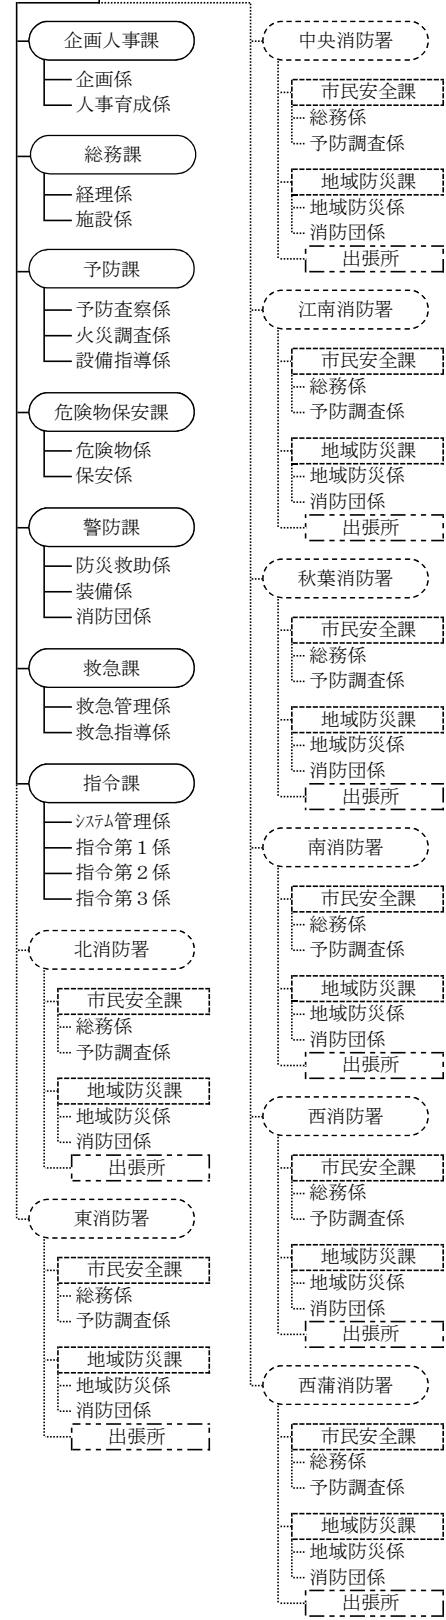 企画人事課
企画係
人事育成係
総務課
経理係
施設係
予防課
予防査察係
火災調査係
設備指導係
危険物保安課
危険物係
保安係
警防課
防災救助係
装備係
消防団係
救急課
救急管理係
救急指導係
指令課
ｼｽﾃﾑ管理係
指令第１係
指令第２係
指令第３係
北消防署
市民安全課
総務係
予防調査係
地域防災課
地域防災係
消防団係
出張所
東消防署
市民安全課
総務係
予防調査係
地域防災課
地域防災係
消防団係
出張所
中央消防署
市民安全課
総務係
予防調査係
地域防災課
地域防災係
消防団係
出張所
江南消防署
市民安全課
総務係
予防調査係
地域防災課
地域防災係
消防団係
出張所
秋葉消防署
市民安全課
総務係
予防調査係
地域防災課
地域防災係
消防団係
出張所
南消防署
市民安全課
総務係
予防調査係
地域防災課
地域防災係
消防団係
出張所
西消防署
市民安全課
総務係
予防調査係
地域防災課
地域防災係
消防団係
出張所
西蒲消防署
市民安全課
総務係
予防調査係
地域防災課
地域防災係
消防団係
出張所